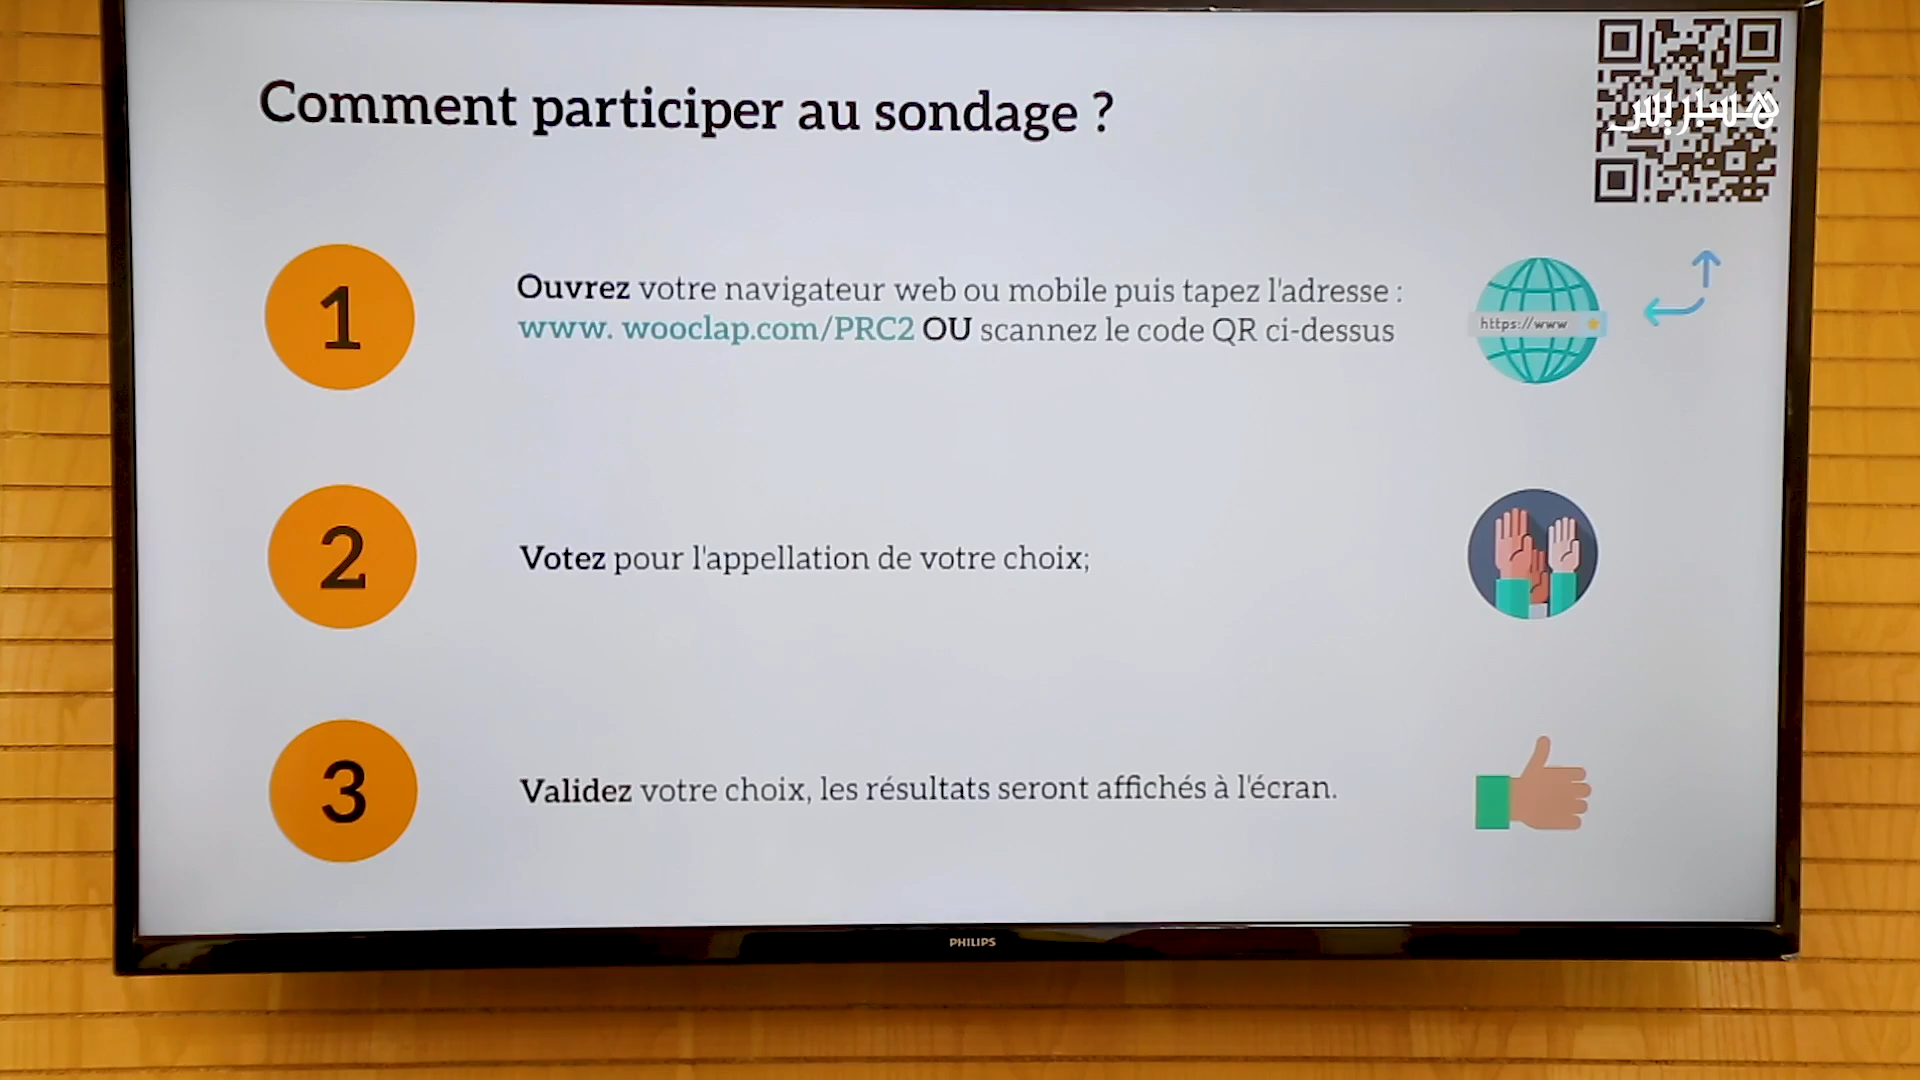 هسبريس
Comment participer au sondage ?
1
Ouvrez votre navigateur web ou mobile puis tapez l'adresse :
www. wooclap.com/PRC2 OU scannez le code QR ci-dessus
https://www
2
Votez pour l'appellation de votre choix;
3
Validez votre choix, les résultats seront affichés à l'écran.
PHILIPS